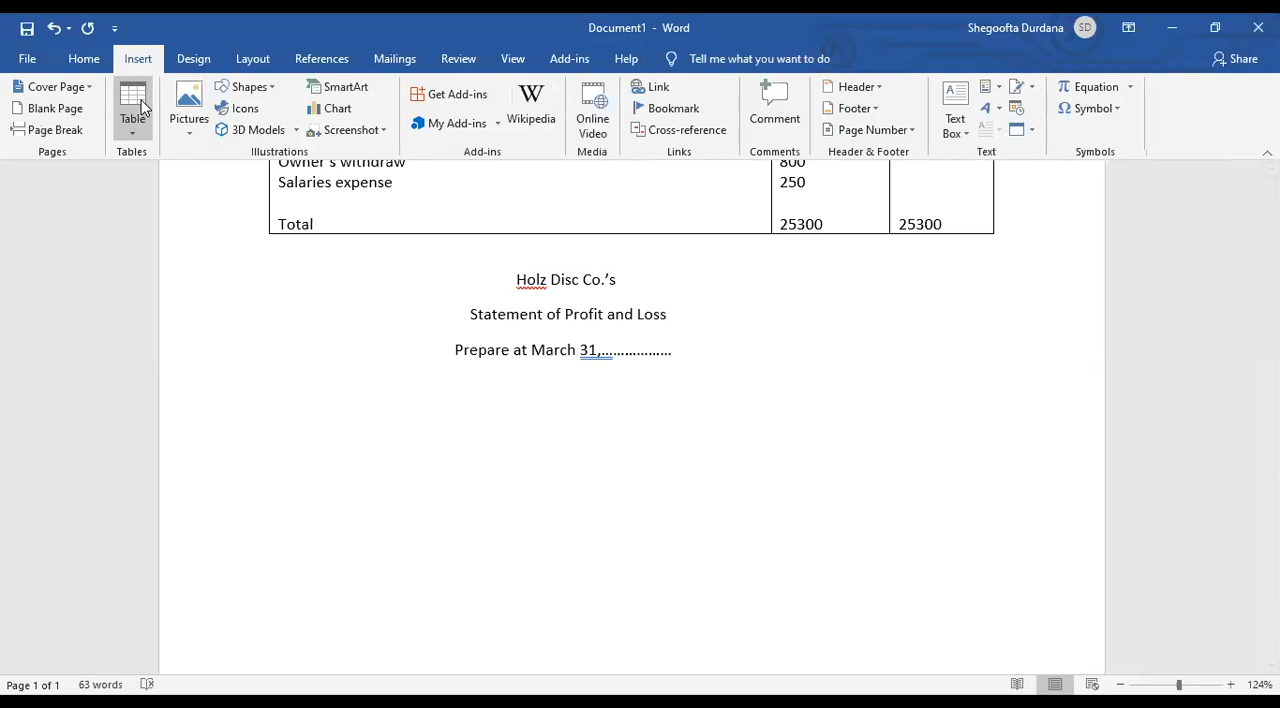 Document1 - Word
Shegoofta Durdana SD
File Home Insert Design Layout References Mailings Review View Add-ins Help Tell me what you want to do Share
Cover Page
Blank Page
Page Break
Pages
Table
Tables
Pictures
Shapes
Icons
3D Models
SmartArt
Chart
Screenshot
Illustrations
Get Add-ins
My Add-ins
W
Wikipedia
Add-ins
Online
Video
Media
Link
Bookmark
Cross-reference
Links
Comment
Comments
Header
Footer
Page Number
Header & Footer
Text
Box
Text
Equation
Symbol
Symbols
Owner's withdraw 800
Salaries expense 250
Total 25300 25300
Holz Disc Co.’s
Statement of Profit and Loss
Prepare at March 31,………………
Page 1 of 1 63 words 124%